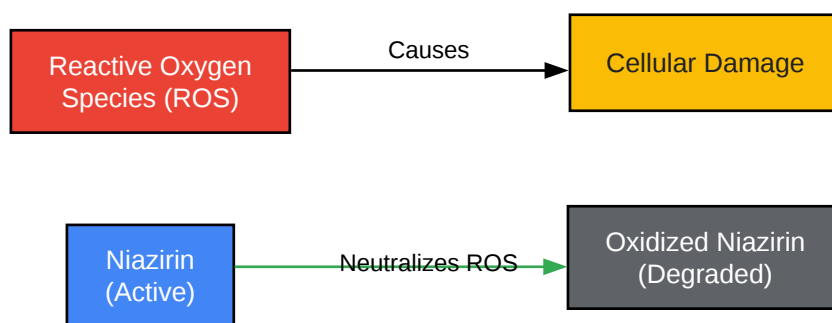 Reactive Oxygen
Species (ROS)
Causes
Cellular Damage
Niazirin
(Active)
Neutralizes ROS
Oxidized Niazirin
(Degraded)